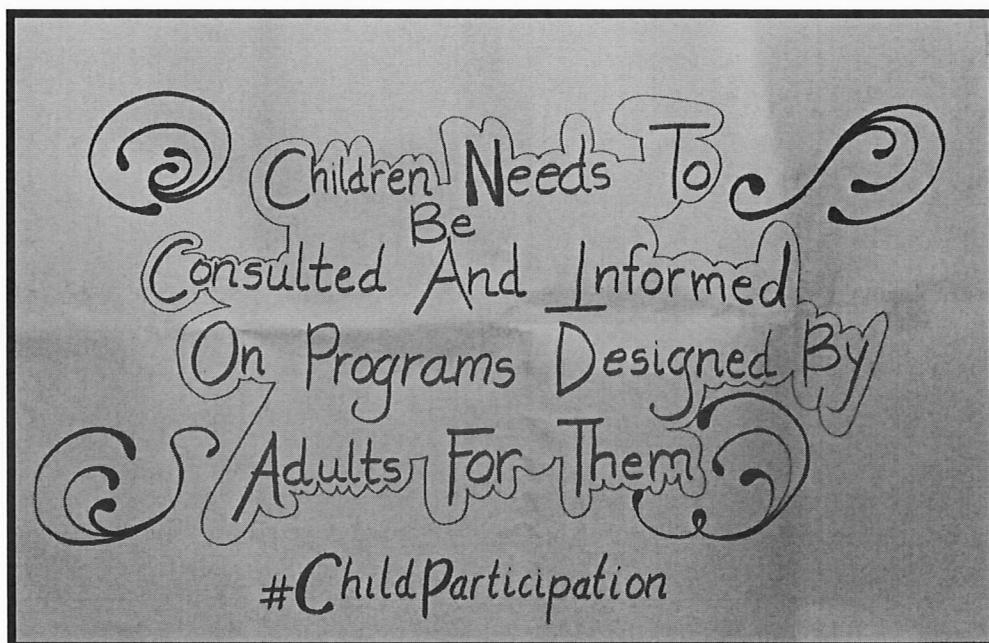 Children Needs To
Be
Consulted And Informed
On Programs Designed By
Adults For Them
#ChildParticipation